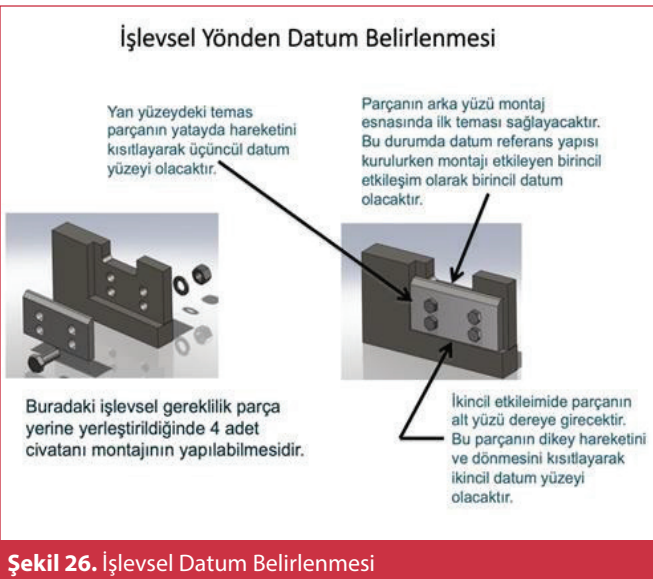 İşlevsel Yönden Datum Belirlenmesi
Yan yüzeydeki temas
parçanın yatayda hareketini
kısıtlayarak üçüncül datum
yüzeyi olacaktır.
Parçanın arka yüzü montaj
esnasında ilk teması sağlayacaktır.
Bu durumda datum referans yapısı
kurulurken montajı etkileyen birincil
etkileşim olarak birincil datum
olacaktır.
Buradaki işlevsel gereklilik parça
yerine yerleştirildiğinde 4 adet
civatanı montajının yapılabilmesidir.
İkincil etkileimide parçanın
alt yüzü dereye girecektir.
Bu parçanın dikey hareketini
ve dönmesini kısıtlayarak
ikincil datum yüzeyi
olacaktır.
Şekil 26. İşlevsel Datum Belirlenmesi